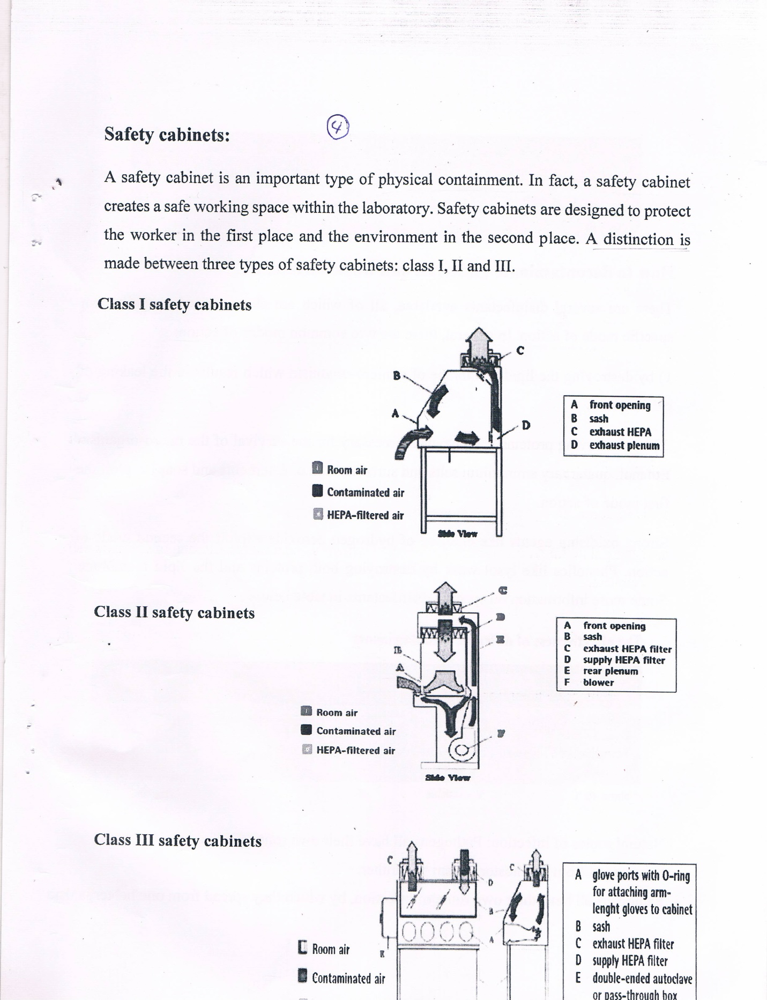 Safety cabinets:
4
A safety cabinet is an important type of physical containment. In fact, a safety cabinet
creates a safe working space within the laboratory. Safety cabinets are designed to protect
the worker in the first place and the environment in the second place. A distinction is
made between three types of safety cabinets: class I, II and III.
Class I safety cabinets
C
B
A
D
A front opening
B sash
C exhaust HEPA
D exhaust plenum
Room air
Contaminated air
HEPA-filtered air
Side View
Class II safety cabinets
C
D
E
B
A
F
A front opening
B sash
C exhaust HEPA filter
D supply HEPA filter
E rear plenum
F blower
Room air
Contaminated air
HEPA-filtered air
Side View
Class III safety cabinets
C
D
E
C
B
A
A glove ports with O-ring
for attaching arm-
lenght gloves to cabinet
B sash
C exhaust HEPA filter
D supply HEPA filter
E double-ended autoclave
or pass-through box
Room air
Contaminated air